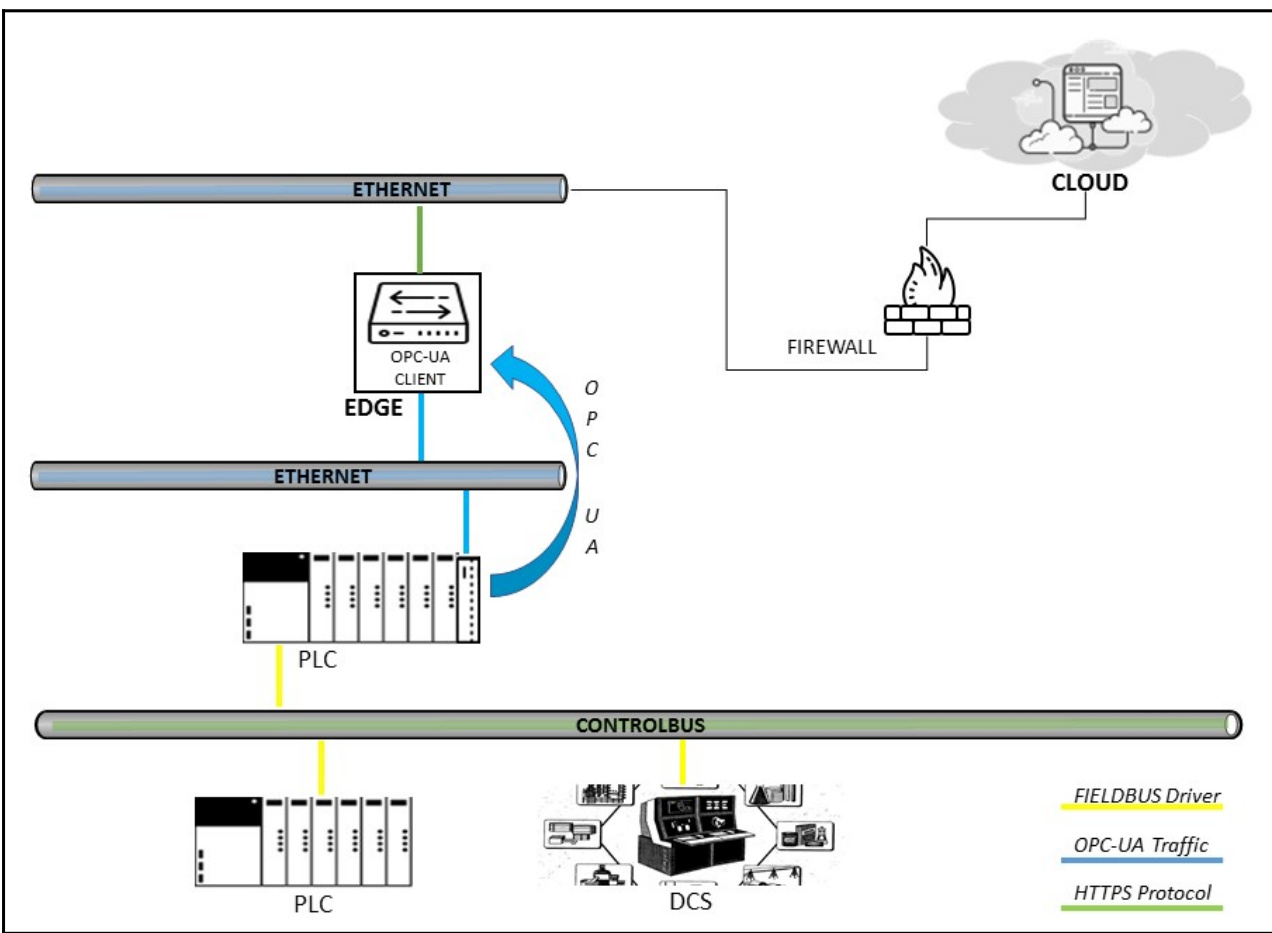 CLOUD
ETHERNET
FIREWALL
OPC-UA
CLIENT
EDGE
O
P
C
U
A
ETHERNET
PLC
CONTROLBUS
FIELDBUS Driver
OPC-UA Traffic
HTTPS Protocol
PLC
DCS